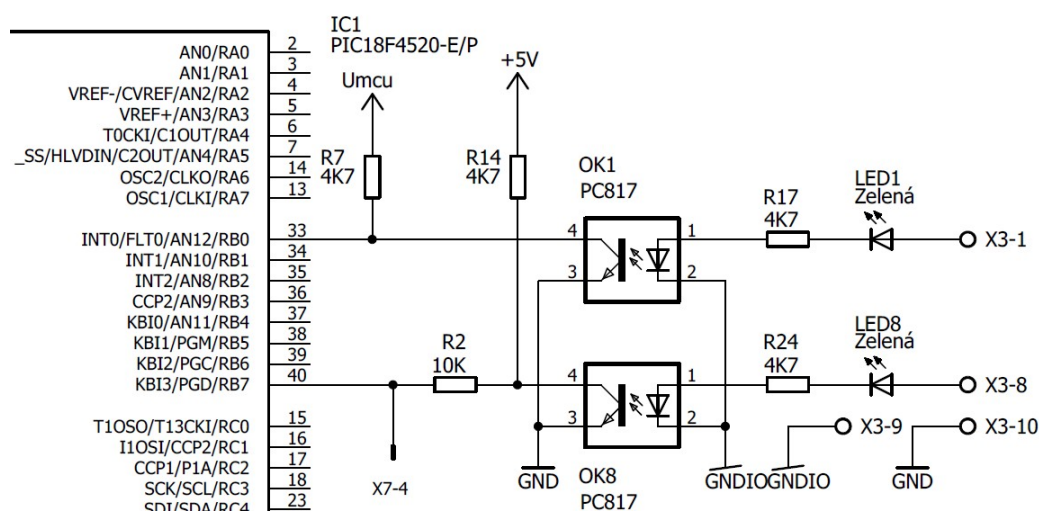 IC1
PIC18F4520-E/P
AN0/RA0 2
AN1/RA1 3
VREF-/CVREF/AN2/RA2 4
VREF+/AN3/RA3 5
T0CKI/C1OUT/RA4 6
_SS/HLVDIN/C2OUT/AN4/RA5 7
OSC2/CLKO/RA6 14
OSC1/CLKI/RA7 13
INT0/FLT0/AN12/RB0 33
INT1/AN10/RB1 34
INT2/AN8/RB2 35
CCP2/AN9/RB3 36
KBI0/AN11/RB4 37
KBI1/PGM/RB5 38
KBI2/PGC/RB6 39
KBI3/PGD/RB7 40
T1OSO/T13CKI/RC0 15
I1OSI/CCP2/RC1 16
CCP1/P1A/RC2 17
SCK/SCL/RC3 18
SDI/SDA/RC4 23
Umcu
+5V
R7
4K7
R14
4K7
OK1
PC817
4
3
1
2
R17
4K7
LED1
Zelená
X3-1
R2
10K
X7-4
4
3
1
2
R24
4K7
LED8
Zelená
X3-8
X3-9
X3-10
GND
OK8
PC817
GNDIO
GNDIO
GND